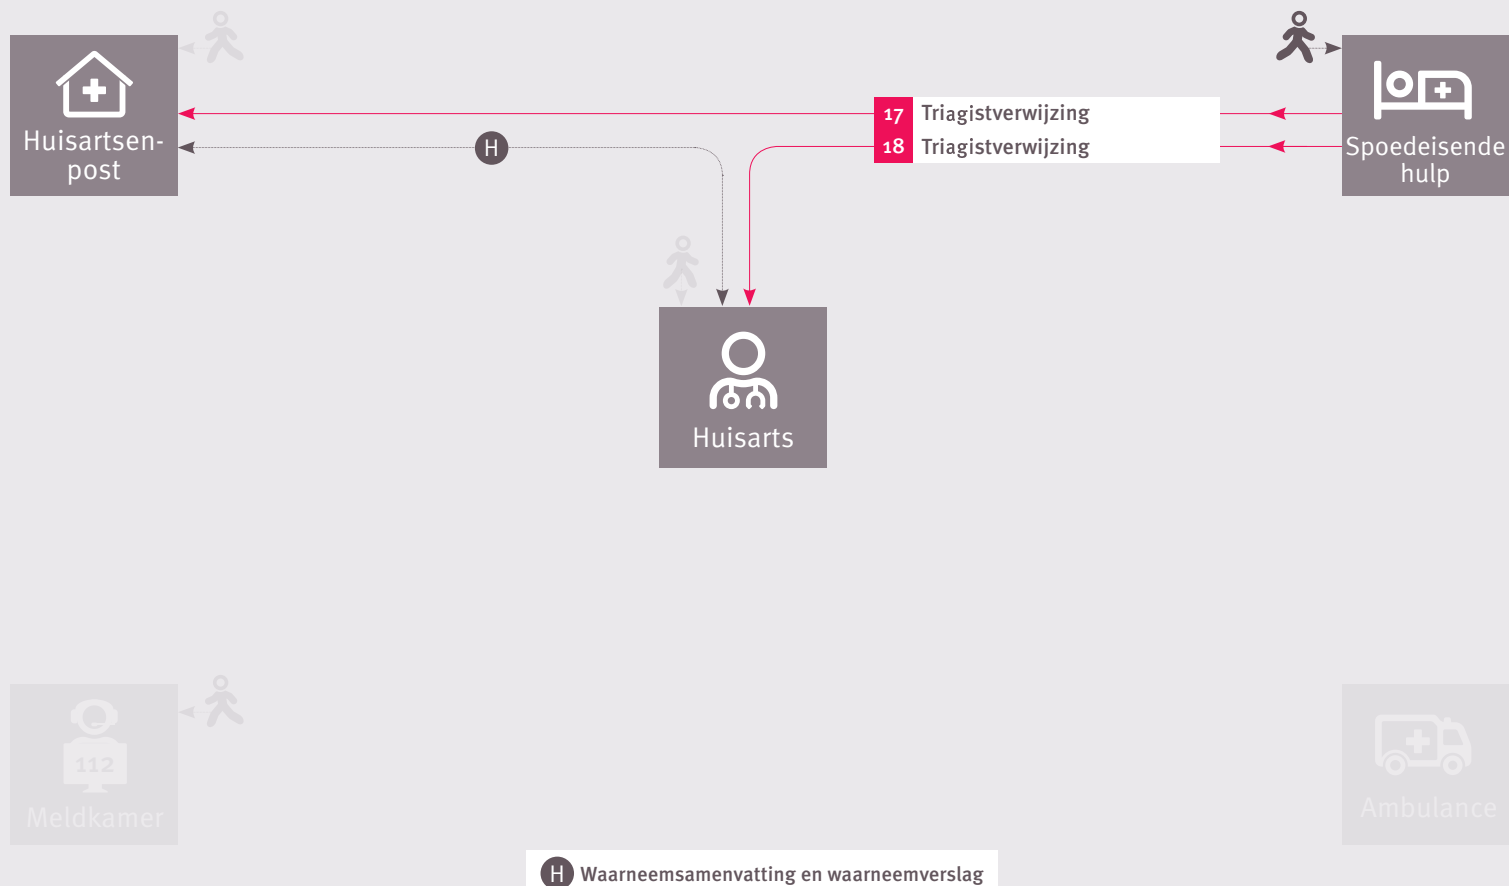 17 Triagistverwijzing
18 Triagistverwijzing
Huisartsen-
post
H
Spoedeisende
hulp
Huisarts
112
Meldkamer
Ambulance
H Waarneemsamenvatting en waarneemverslag